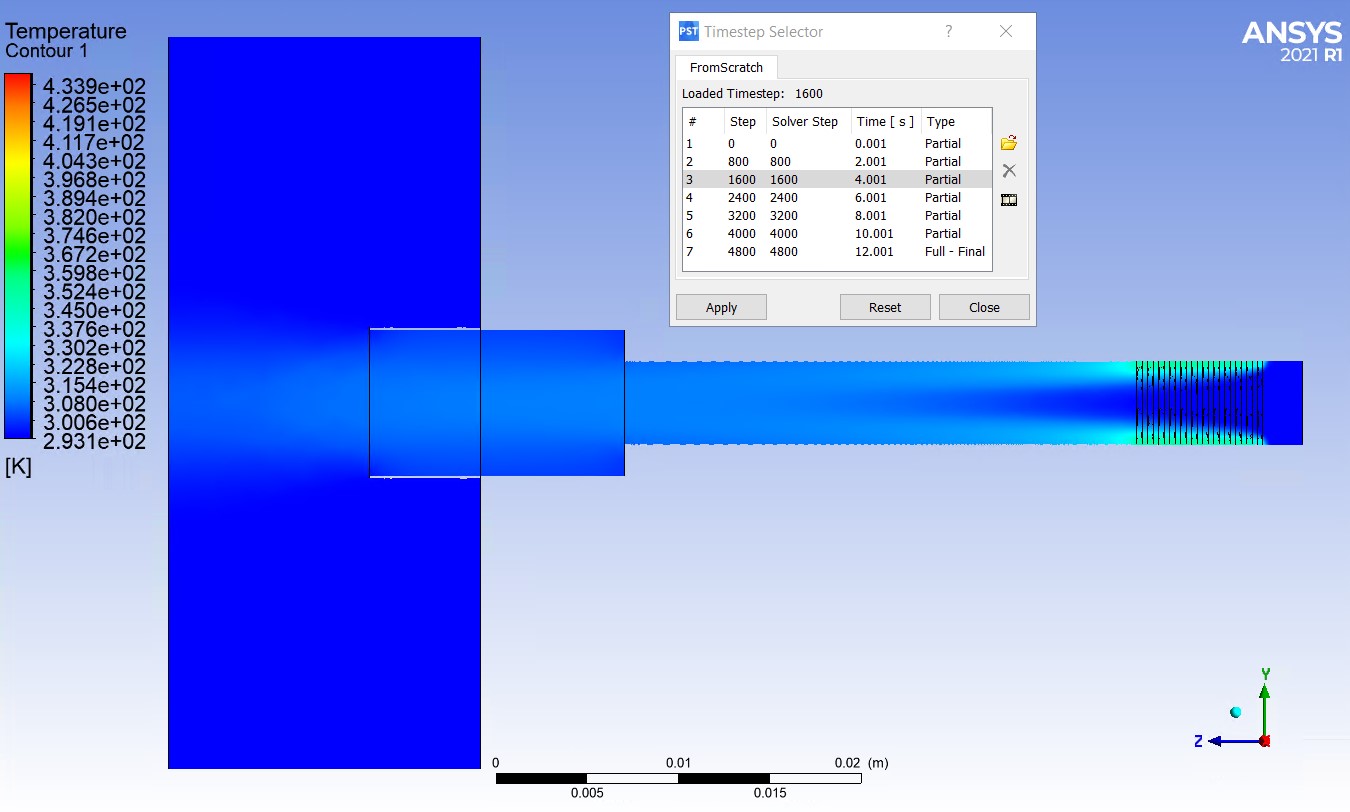 Temperature
Contour 1
4.339e+02
4.265e+02
4.191e+02
4.117e+02
4.043e+02
3.968e+02
3.894e+02
3.820e+02
3.746e+02
3.672e+02
3.598e+02
3.524e+02
3.450e+02
3.376e+02
3.302e+02
3.228e+02
3.154e+02
3.080e+02
3.006e+02
2.931e+02
[K]
PST Timestep Selector ?
FromScratch
Loaded Timestep: 1600
# Step Solver Step Time [ s ] Type
1 0 0 0.001 Partial
2 800 800 2.001 Partial
3 1600 1600 4.001 Partial
4 2400 2400 6.001 Partial
5 3200 3200 8.001 Partial
6 4000 4000 10.001 Partial
7 4800 4800 12.001 Full - Final
Apply Reset Close
ANSYS
2021 R1
Y
Z
0 0.01 0.02 (m)
0.005 0.015